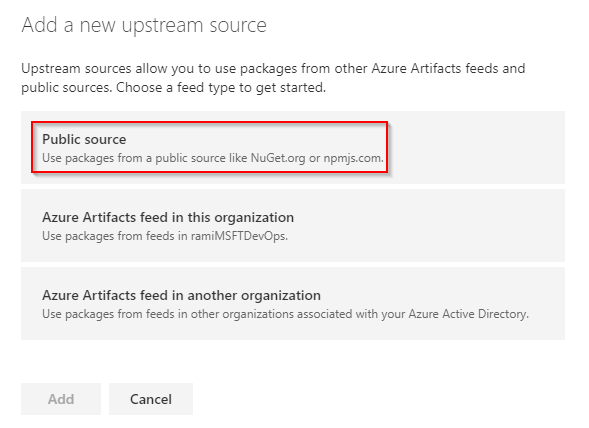 Add a new upstream source
Upstream sources allow you to use packages from other Azure Artifacts feeds and
public sources. Choose a feed type to get started.
Public source
Use packages from a public source like NuGet.org or npmjs.com.
Azure Artifacts feed in this organization
Use packages from feeds in ramiMSFTDevOps.
Azure Artifacts feed in another organization
Use packages from feeds in other organizations associated with your Azure Active Directory.
Add
Cancel